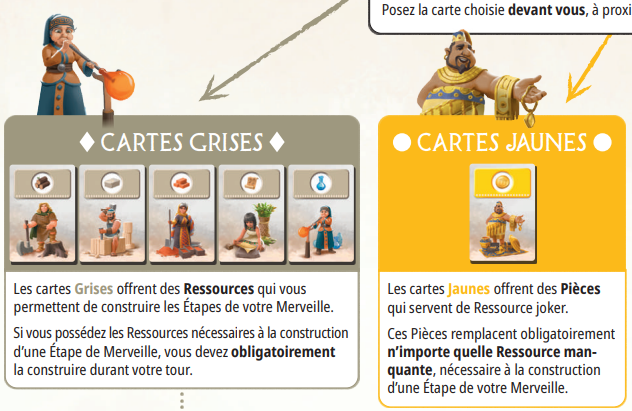 Posez la carte choisie devant vous, à proxi
CARTES GRISES
Les cartes Grises offrent des Ressources qui vous
permettent de construire les Étapes de votre Merveille.
Si vous possédez les Ressources nécessaires à la construction
d'une Étape de Merveille, vous devez obligatoirement
la construire durant votre tour.
CARTES JAUNES
Les cartes Jaunes offrent des Pièces
qui servent de Ressource joker.
Ces Pièces remplacent obligatoirement
n'importe quelle Ressource man-
quante, nécessaire à la construction
d'une Étape de votre Merveille.